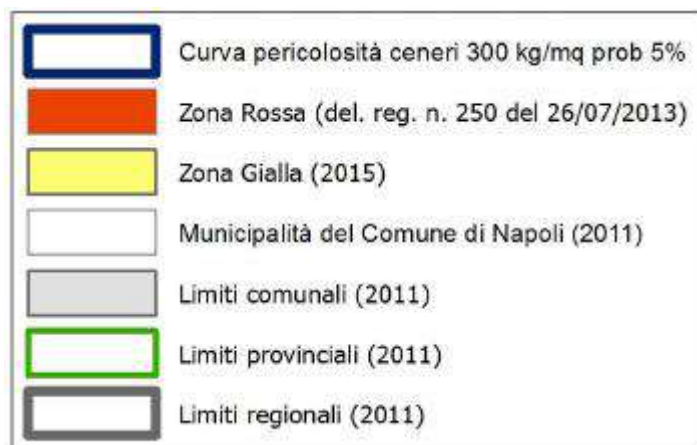 Curva pericolosità ceneri 300 kg/mq prob 5%
Zona Rossa (del. reg. n. 250 del 26/07/2013)
Zona Gialla (2015)
Municipalità del Comune di Napoli (2011)
Limiti comunali (2011)
Limiti provinciali (2011)
Limiti regionali (2011)